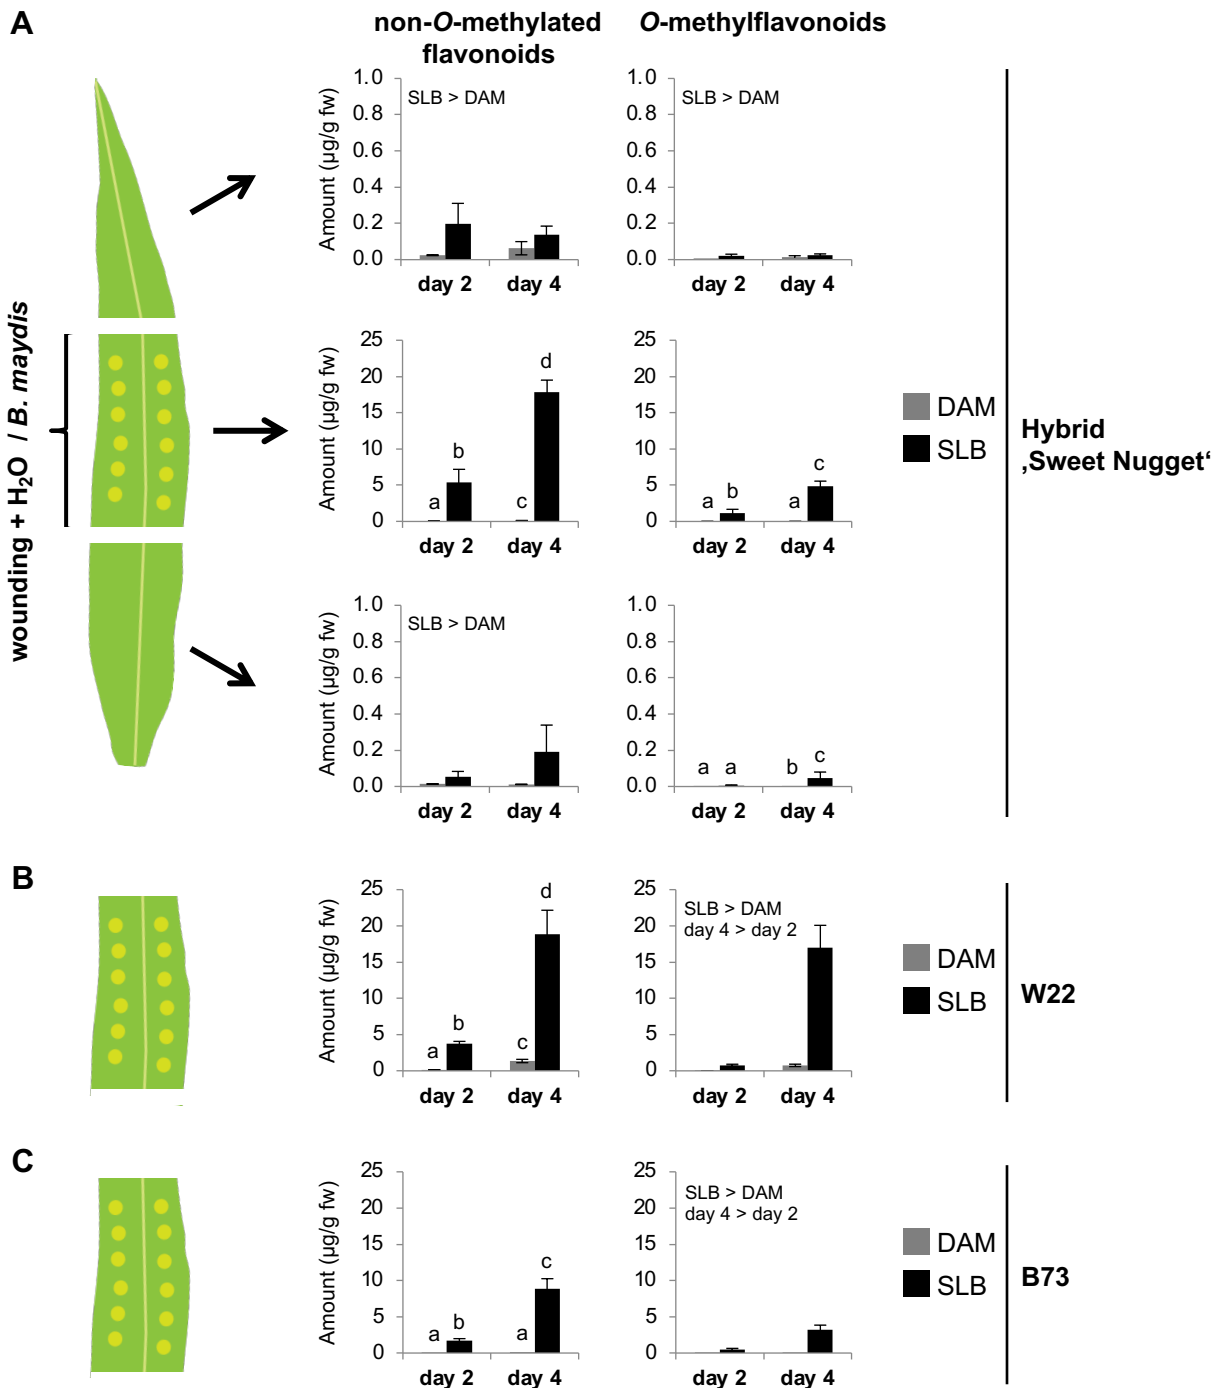 A
non-O-methylated
flavonoids
O-methylflavonoids
wounding + H2O / B. maydis
Amount (µg/g fw)
1.0
0.8
0.6
0.4
0.2
0.0
SLB > DAM
day 2
day 4
1.0
0.8
0.6
0.4
0.2
0.0
SLB > DAM
day 2
day 4
Amount (µg/g fw)
25
20
15
10
5
0
a
b
c
d
day 2
day 4
25
20
15
10
5
0
a
b
a
c
day 2
day 4
DAM
SLB
Hybrid
‚Sweet Nugget‘
Amount (µg/g fw)
1.0
0.8
0.6
0.4
0.2
0.0
SLB > DAM
day 2
day 4
1.0
0.8
0.6
0.4
0.2
0.0
a
a
b
c
day 2
day 4
B
Amount (µg/g fw)
25
20
15
10
5
0
a
b
c
d
day 2
day 4
25
20
15
10
5
0
SLB > DAM
day 4 > day 2
day 2
day 4
DAM
SLB
W22
C
Amount (µg/g fw)
25
20
15
10
5
0
a
b
a
c
day 2
day 4
25
20
15
10
5
0
SLB > DAM
day 4 > day 2
day 2
day 4
DAM
SLB
B73